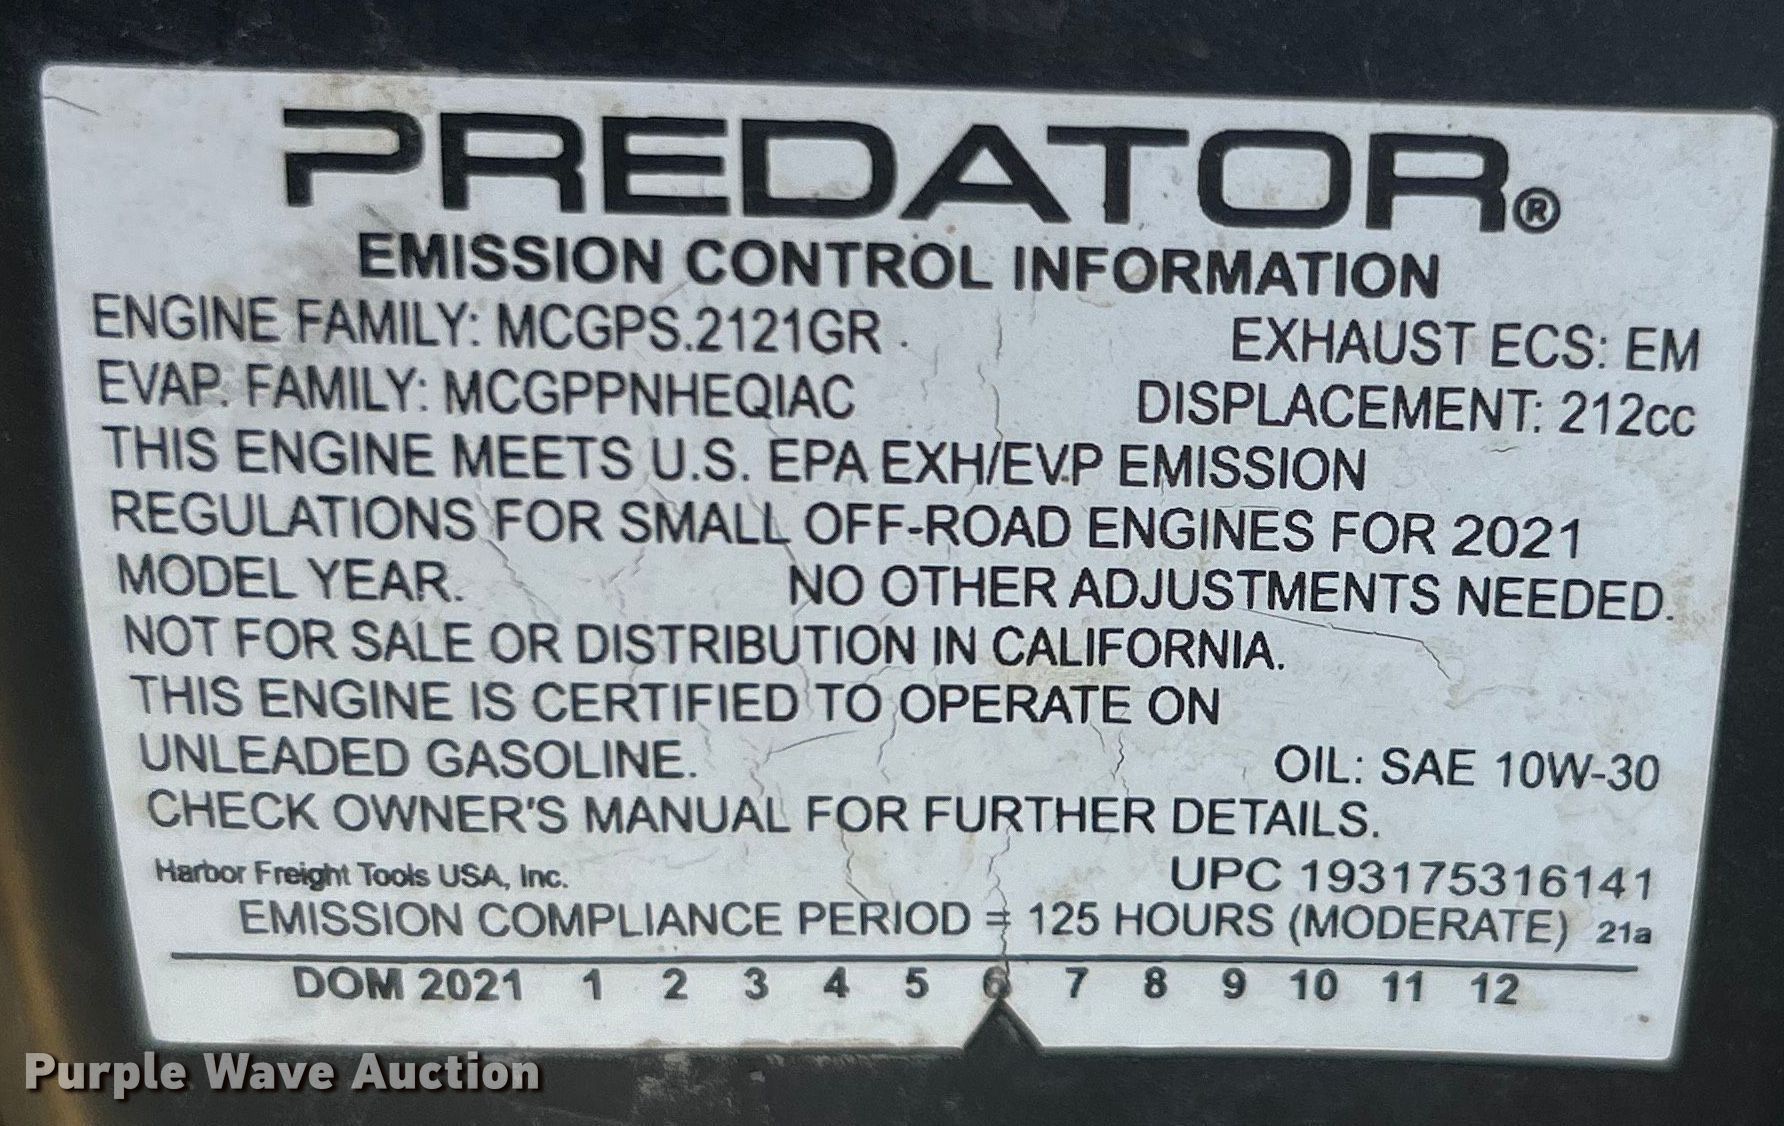 PREDATOR®
EMISSION CONTROL INFORMATION
ENGINE FAMILY: MCGPS.2121GR. EXHAUST ECS: EM
EVAP. FAMILY: MCGPPNHEQIAC DISPLACEMENT: 212cc
THIS ENGINE MEETS U.S. EPA EXH/EV.P EMISSION
REGULATIONS FOR SMALL OFF-ROAD ENGINES FOR 2021
MODEL YEAR. NO OTHER ADJUSTMENTS NEEDED.
NOT FOR SALE OR DISTRIBUTION IN CALIFORNIA.
THIS ENGINE IS CERTIFIED TO OPERATE ON
UNLEADED GASOLINE. OIL: SAE 10W-30
CHECK OWNER'S MANUAL FOR FURTHER DETAILS.
Harbor Freight Tools USA, Inc. UPC 193175316141
EMISSION COMPLIANCE PERIOD = 125 HOURS (MODERATE) 21a
DOM 2021 1 2 3 4 5 6 7 8 9 10 11 12
Purple Wave Auction